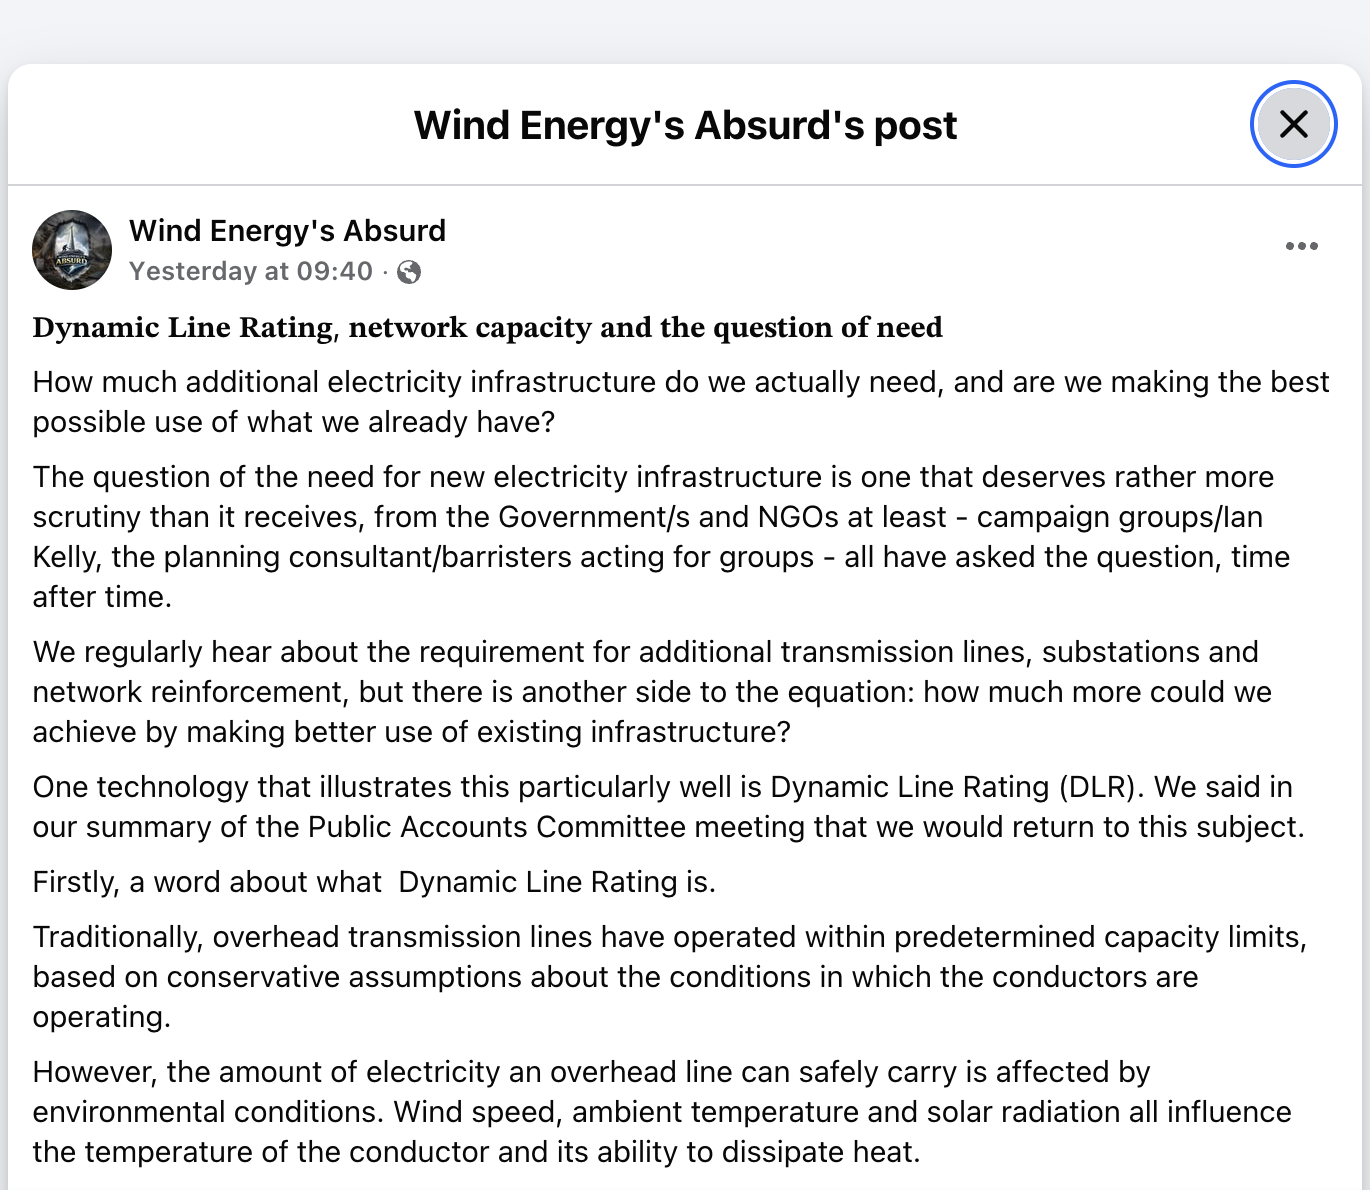 Wind Energy's Absurd's post
Wind Energy's Absurd
Yesterday at 09:40 ·
Dynamic Line Rating, network capacity and the question of need
How much additional electricity infrastructure do we actually need, and are we making the best
possible use of what we already have?
The question of the need for new electricity infrastructure is one that deserves rather more
scrutiny than it receives, from the Government/s and NGOs at least - campaign groups/Ian
Kelly, the planning consultant/barristers acting for groups - all have asked the question, time
after time.
We regularly hear about the requirement for additional transmission lines, substations and
network reinforcement, but there is another side to the equation: how much more could we
achieve by making better use of existing infrastructure?
One technology that illustrates this particularly well is Dynamic Line Rating (DLR). We said in
our summary of the Public Accounts Committee meeting that we would return to this subject.
Firstly, a word about what  Dynamic Line Rating is.
Traditionally, overhead transmission lines have operated within predetermined capacity limits,
based on conservative assumptions about the conditions in which the conductors are
operating.
However, the amount of electricity an overhead line can safely carry is affected by
environmental conditions. Wind speed, ambient temperature and solar radiation all influence
the temperature of the conductor and its ability to dissipate heat.